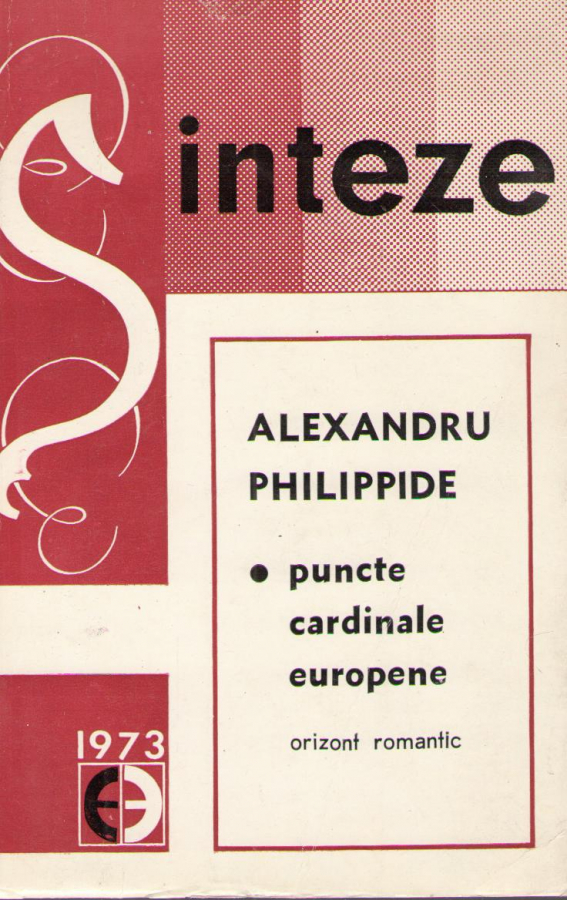 Sinteze
ALEXANDRU
PHILIPPIDE
• puncte
cardinale
europene
orizont romantic
1973